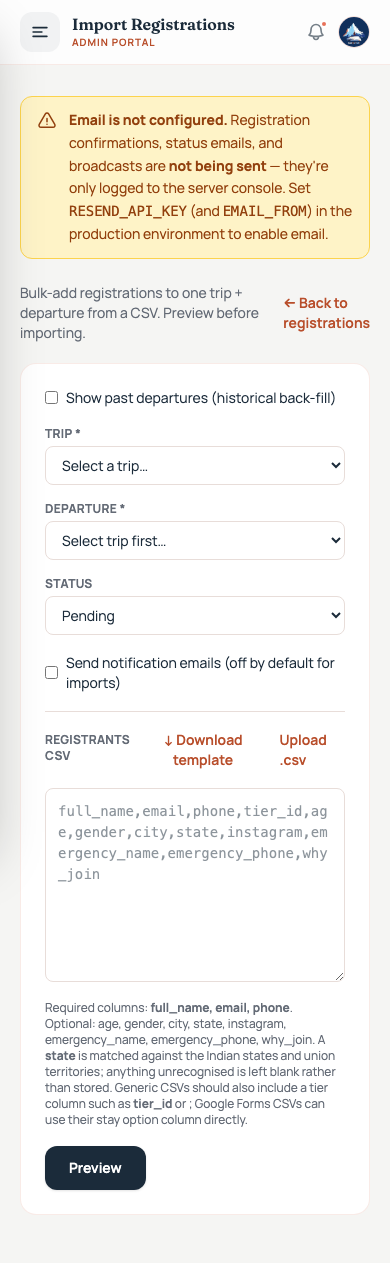 Import Registrations
ADMIN PORTAL
Email is not configured. Registration
confirmations, status emails, and
broadcasts are not being sent — they're
only logged to the server console. Set
RESEND_API_KEY (and EMAIL_FROM) in the
production environment to enable email.
Bulk-add registrations to one trip +
departure from a CSV. Preview before
importing.
← Back to
registrations
Show past departures (historical back-fill)
TRIP *
Select a trip...
DEPARTURE *
Select trip first...
STATUS
Pending
Send notification emails (off by default for
imports)
REGISTRANTS
CSV
↓ Download
template
Upload
.csv
full_name,email,phone,tier_id,ag
e,gender,city,state,instagram,em
ergency_name,emergency_phone,why
_join
Required columns: full_name, email, phone.
Optional: age, gender, city, state, instagram,
emergency_name, emergency_phone, why_join. A
state is matched against the Indian states and union
territories; anything unrecognised is left blank rather
than stored. Generic CSVs should also include a tier
column such as tier_id or ; Google Forms CSVs can
use their stay option column directly.
Preview